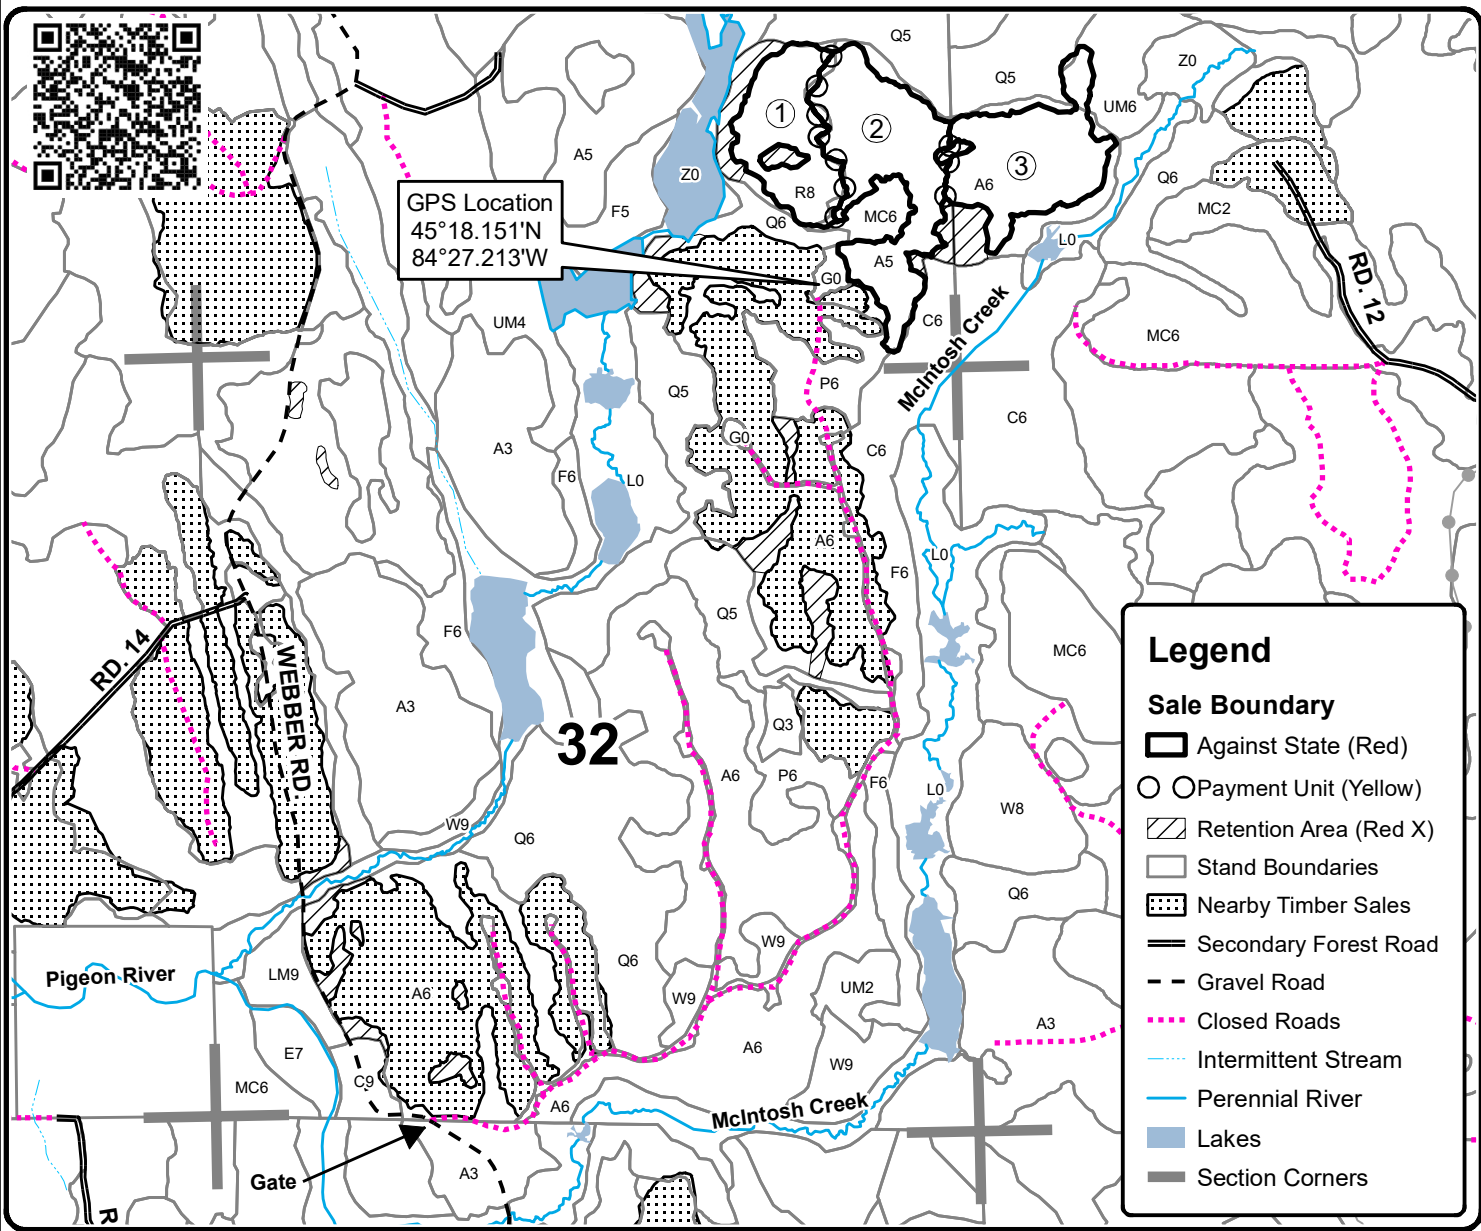 Q5
Z0
Q5
UM6
1
2
3
A5
Z0
Q6
R8
A6
MC2
GPS Location
45°18.151'N
84°27.213'W
F5
Q6
MC6
L0
A5
G0
RD. 12
UM4
C6
McIntosh Creek
MC6
P6
Q5
C6
G0
A3
F6
L0
C6
A6
L0
F6
Q5
F6
RD. 14
WEBBER RD
MC6
A3
32
Q3
A6
P6
F6
L0
W9
Q6
W8
Q6
W9
Q6
Pigeon River
LM9
A6
W9
UM2
A3
E7
A6
W9
MC6
C9
A6
McIntosh Creek
Gate
A3
R
Legend
Sale Boundary
Against State (Red)
Payment Unit (Yellow)
Retention Area (Red X)
Stand Boundaries
Nearby Timber Sales
Secondary Forest Road
Gravel Road
Closed Roads
Intermittent Stream
Perennial River
Lakes
Section Corners